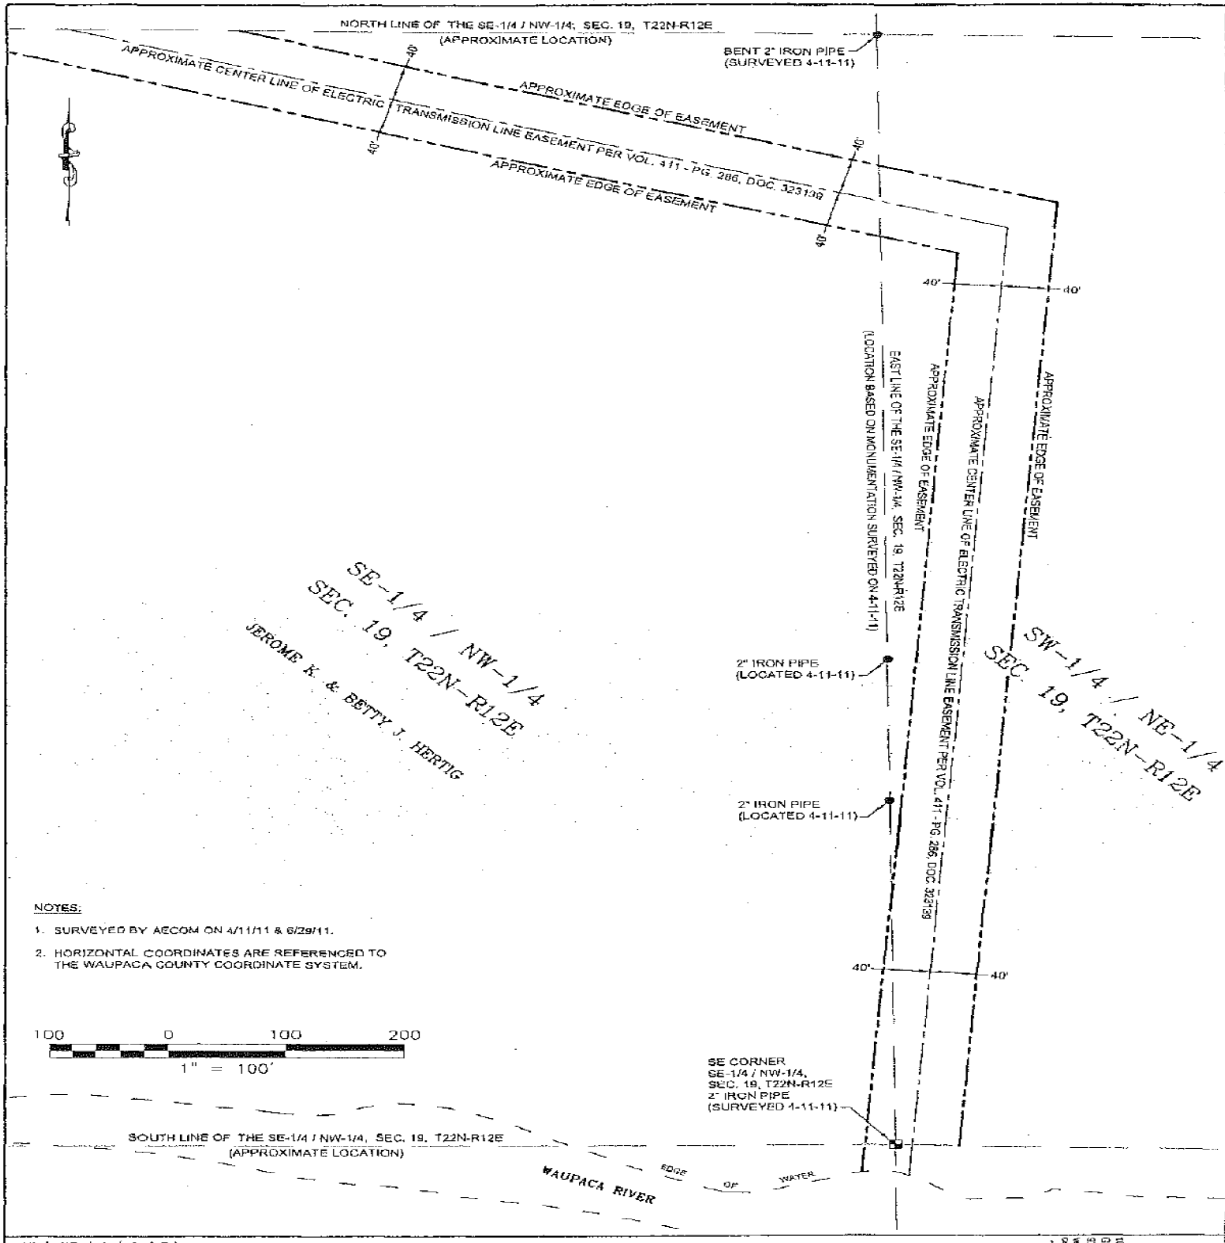 NORTH LINE OF THE SE-1/4 / NW-1/4, SEC. 19, T22N-R12E
(APPROXIMATE LOCATION)
BENT 2" IRON PIPE
(SURVEYED 4-11-11)
40'
APPROXIMATE EDGE OF EASEMENT
APPROXIMATE CENTER LINE OF ELECTRIC TRANSMISSION LINE EASEMENT PER VOL. 411 - PG. 286, DOC. 323139
40'
40'
APPROXIMATE EDGE OF EASEMENT
40'
40'
40'
EAST LINE OF THE SE-1/4 / NW-1/4, SEC. 19, T22N-R12E
(LOCATION BASED ON MONUMENTATION SURVEYED ON 4-11-11)
APPROXIMATE EDGE OF EASEMENT
APPROXIMATE CENTER LINE OF ELECTRIC TRANSMISSION LINE EASEMENT PER VOL. 411 - PG. 286, DOC. 323139
APPROXIMATE EDGE OF EASEMENT
SE-1/4 / NW-1/4
SEC. 19, T22N-R12E
JEROME K. & BETTY J. HERTIG
SW-1/4 / NE-1/4
SEC. 19, T22N-R12E
2" IRON PIPE
(LOCATED 4-11-11)
2" IRON PIPE
(LOCATED 4-11-11)
NOTES:
1. SURVEYED BY AECOM ON 4/11/11 & 6/29/11.
2. HORIZONTAL COORDINATES ARE REFERENCED TO
THE WAUPACA COUNTY COORDINATE SYSTEM.
40'
40'
100 0 100 200
1" = 100'
SE CORNER
SE-1/4 / NW-1/4,
SEC. 19, T22N-R12E
2" IRON PIPE
(SURVEYED 4-11-11)
SOUTH LINE OF THE SE-1/4 / NW-1/4, SEC. 19, T22N-R12E
(APPROXIMATE LOCATION)
EDGE OF WATER
WAUPACA RIVER